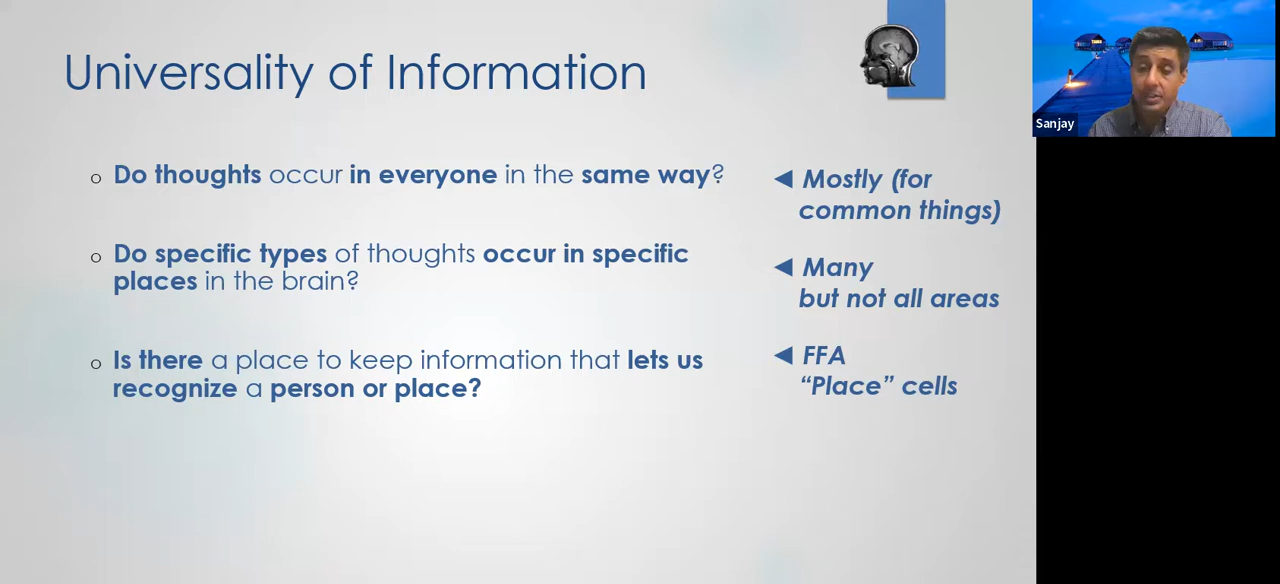 Universality of Information
Do thoughts occur in everyone in the same way?
Mostly (for
common things)
Do specific types of thoughts occur in specific
places in the brain?
Many
but not all areas
Is there a place to keep information that lets us
recognize a person or place?
FFA
“Place” cells
Sanjay